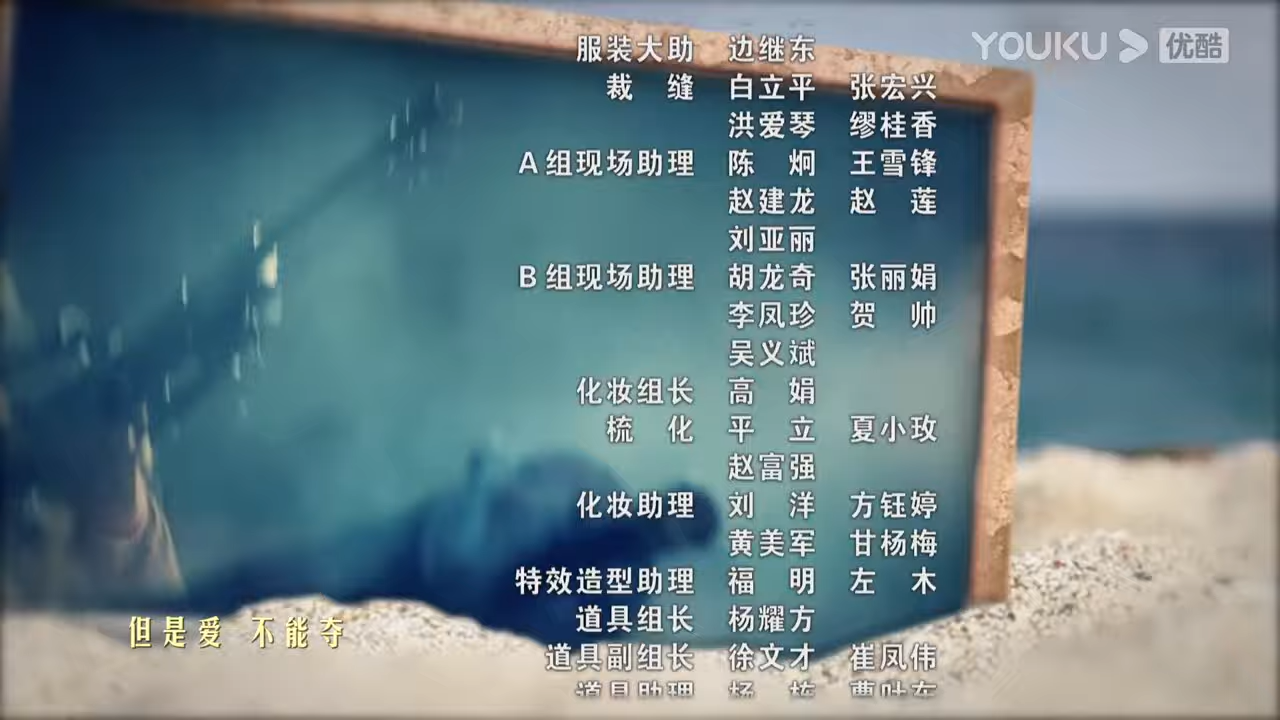 YOUKU 优酷
服装大助 边继东
裁 缝 白立平 张宏兴
洪爱琴 缪桂香
A组现场助理 陈 炯 王雪锋
赵建龙 赵 莲
刘亚丽
B组现场助理 胡龙奇 张丽娟
李凤珍 贺 帅
吴义斌
化妆组长 高 娟
梳 化 平 立 夏小玫
赵富强
化妆助理 刘 洋 方钰婷
黄美军 甘杨梅
特效造型助理 福 明 左 木
道具组长 杨耀方
但是爱 不能夺
道具副组长 徐文才 崔凤伟
道具助理 杨